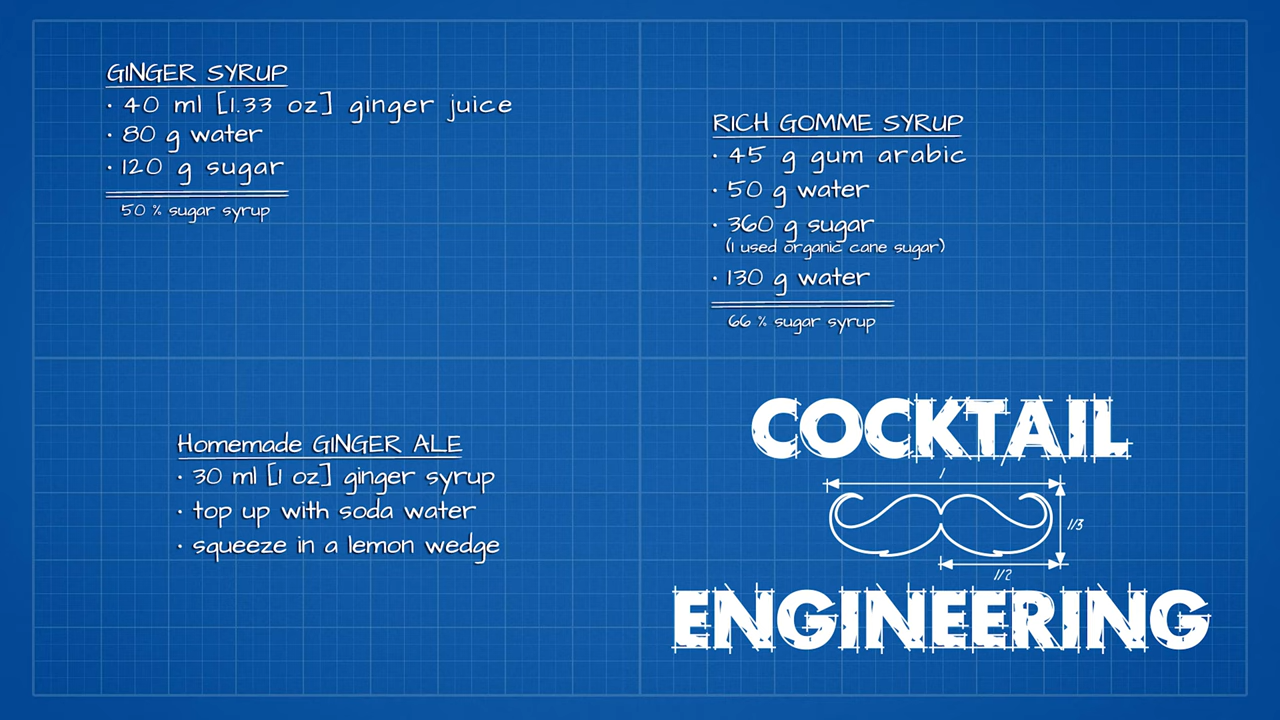 GINGER SYRUP
· 40 ml [1.33 oz] ginger juice
· 80 g water
· 120 g sugar
50 % sugar syrup
RICH GOMME SYRUP
· 45 g gum arabic
· 50 g water
· 360 g sugar
(I used organic cane sugar)
· 130 g water
66 % sugar syrup
Homemade GINGER ALE
· 30 ml [1 oz] ginger syrup
· top up with soda water
· squeeze in a lemon wedge
COCKTAIL
1
1/3
1/2
ENGINEERING